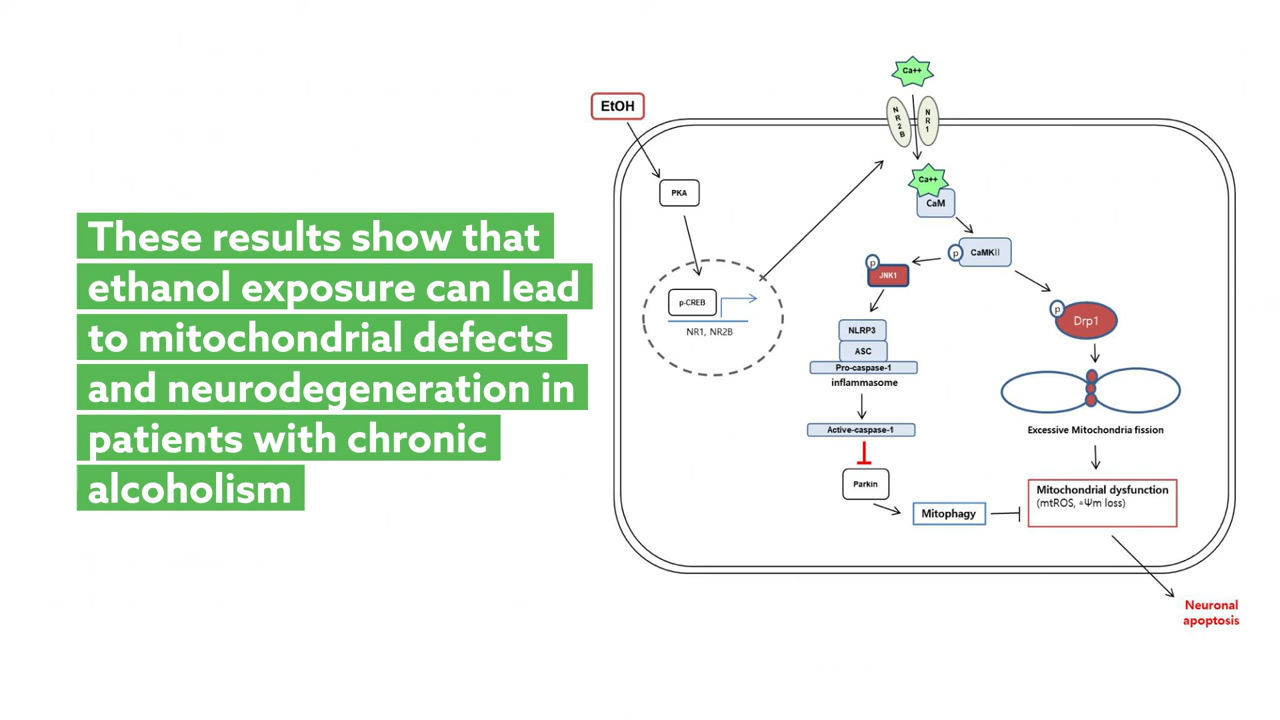 These results show that
ethanol exposure can lead
to mitochondrial defects
and neurodegeneration in
patients with chronic
alcoholism
EtOH
PKA
p-CREB
NR1, NR2B
Ca++
NR2B
NR1
Ca++
CaM
p
CaMKII
p
JNK1
NLRP3
ASC
Pro-caspase-1
inflammasome
Active-caspase-1
Parkin
Mitophagy
p
Drp1
Excessive Mitochondria fission
Mitochondrial dysfunction
(mtROS, △Ψm loss)
Neuronal
apoptosis